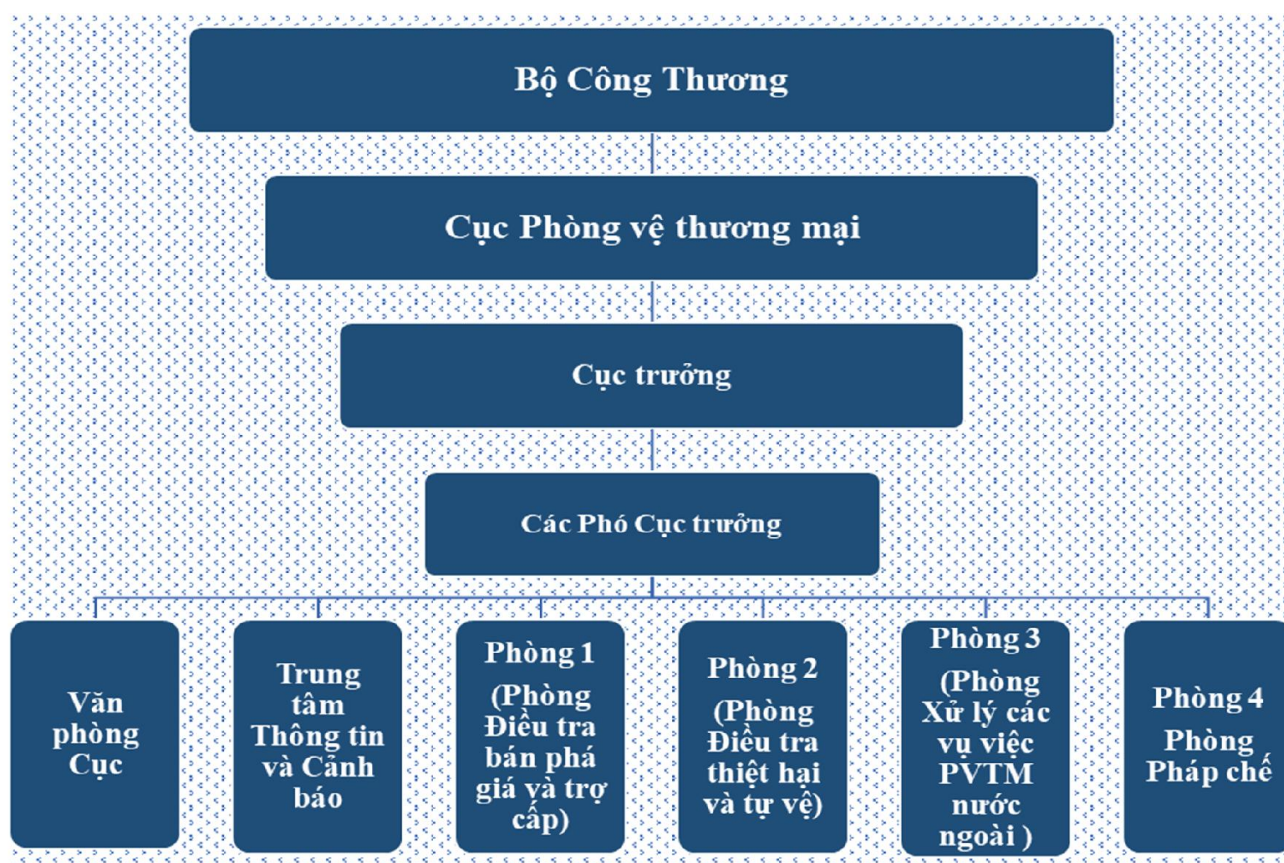 Bộ Công Thương
Cục Phòng vệ thương mại
Cục trưởng
Các Phó Cục trưởng
Văn
phòng
Cục
Trung
tâm
Thông tin
và Cảnh
báo
Phòng 1
(Phòng
Điều tra
bán phá
giá và trợ
cấp)
Phòng 2
(Phòng
Điều tra
thiệt hại
và tự vệ)
Phòng 3
(Phòng
Xử lý các
vụ việc
PVTM
nước
ngoài )
Phòng 4
Phòng
Pháp chế